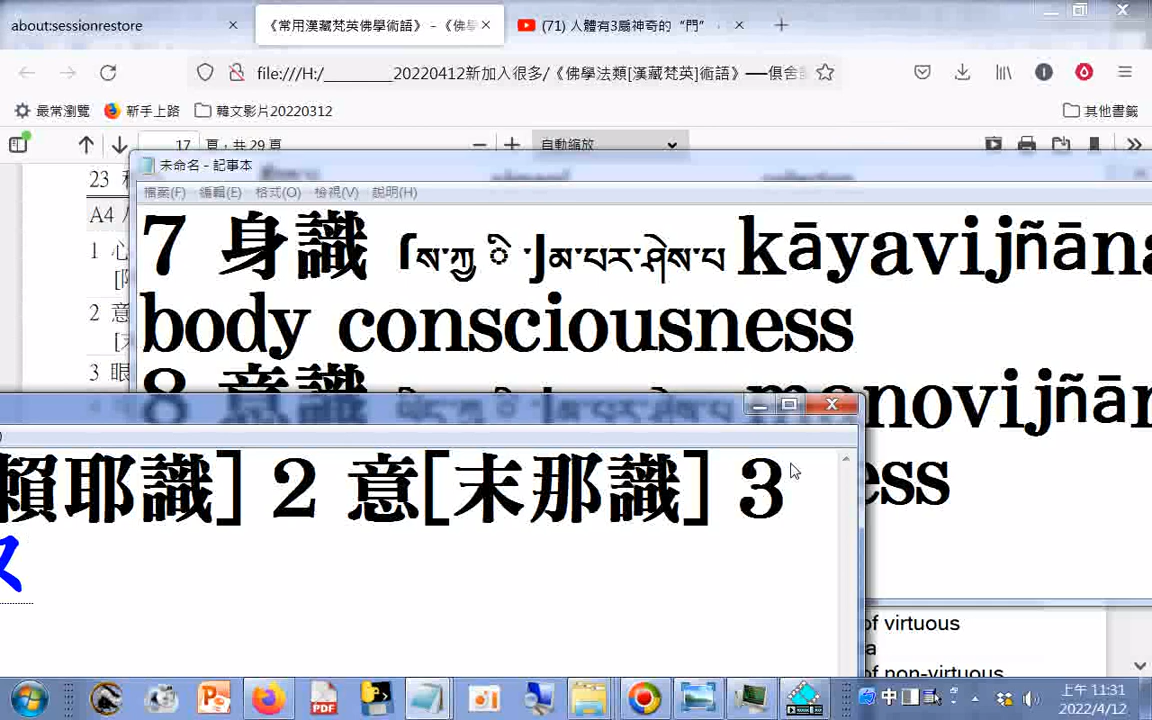 about:sessionrestore
《常用漢藏梵英佛學術語》 - 《佛學
(71) 人體有3扇神奇的“門”
file:///H:/________20220412新加入很多/《佛學法類[漢藏梵英]術語》──俱舍
最常瀏覽 新手上路 韓文影片20220312 其他書籤
17 頁，共 29 頁 自動縮放
未命名 - 記事本
檔案(F) 編輯(E) 格式(O) 檢視(V) 說明(H)
23
A4
1 心
2 意
3 眼
7 身識 kāyavijñāna
body consciousness
8 意識 manovijñān
ness
賴耶識] 2 意[末那識] 3
of virtuous
of non-virtuous
中
上午 11:31
2022/4/12